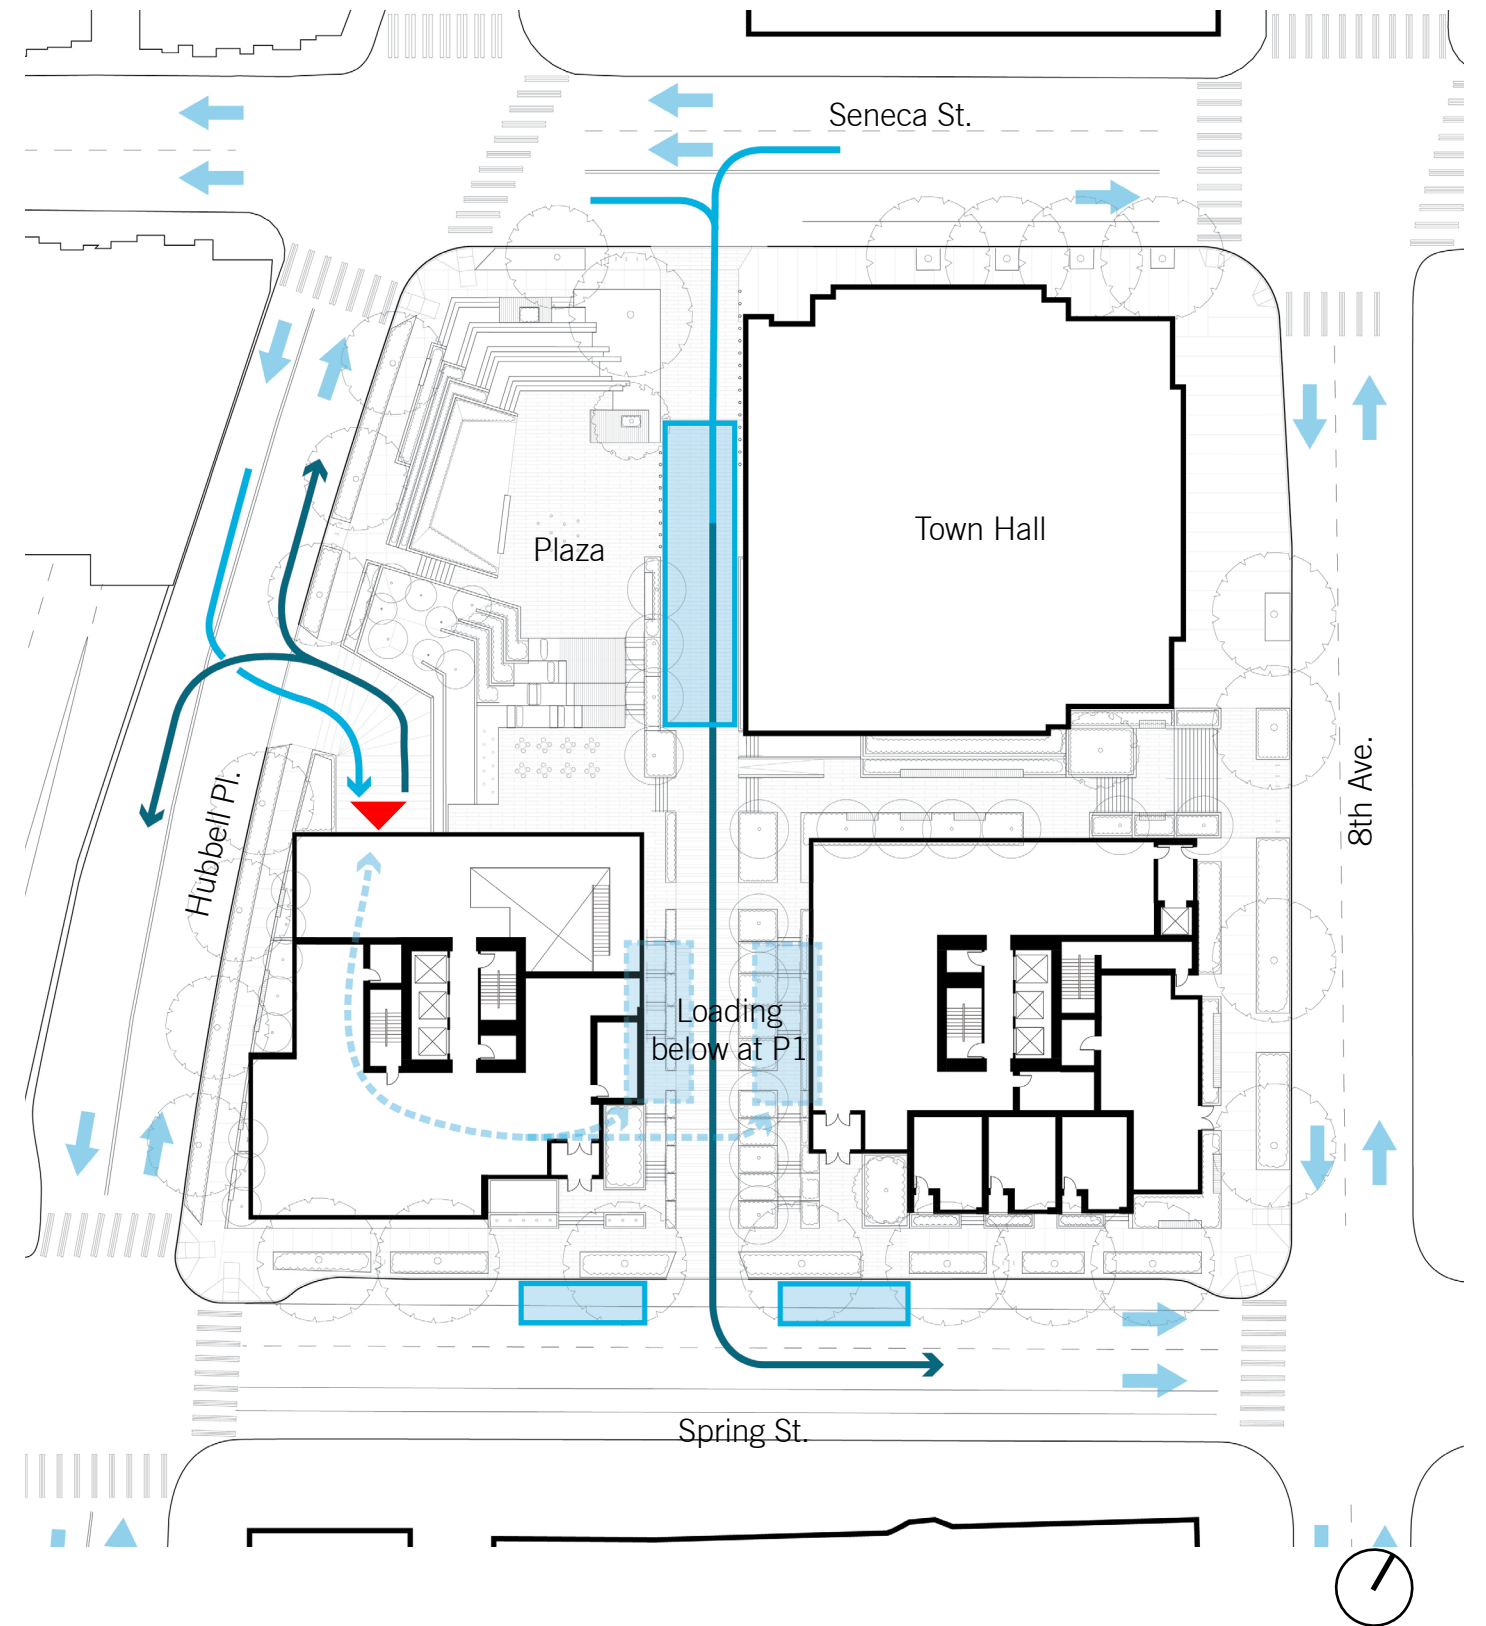 Seneca St.
Town Hall
Plaza
8th Ave.
Hubbell Pl.
Loading
below at P1
Spring St.